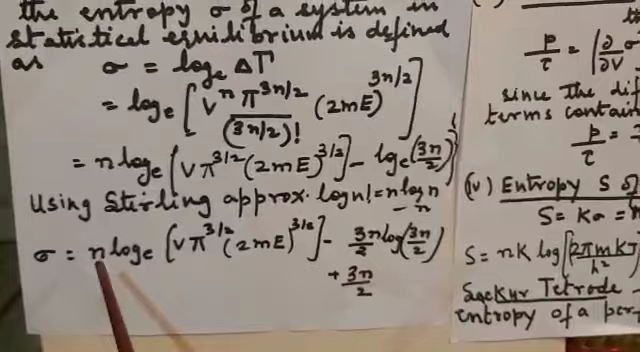 the entropy σ of a system in
statistical equilibrium is defined
as σ = logₑ ΔΓ
= logₑ [ Vⁿ π^{3n/2} / (3n/2)! (2mE)^{3n/2} ]
= n logₑ [Vπ^{3/2} (2mE)^{3/2}] - logₑ(3n/2)!
Using Stirling approx. log n! = n log n - n
σ = n logₑ [Vπ^{3/2} (2mE)^{3/2}] - 3n/2 log(3n/2) + 3n/2
P/τ = (∂/∂V σ
since the dif
terms contain
P/τ =
(v) Entropy S o
S = Kσ =
S = nK log [(2πmKT / h²
Sackur Tetrode
entropy of a per